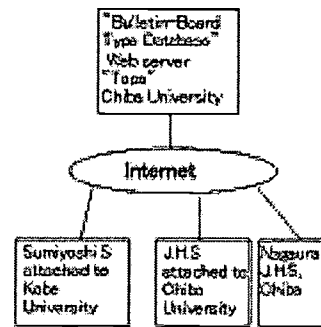 "Bulletin-Board
Type Database"
Web server
"Topa"
Chiba University
Internet
Sumiyoshi S
attached to
Kobe
University
J.H.S
attached to
Chiba
University
Nagaura
J.H.S.
Chiba